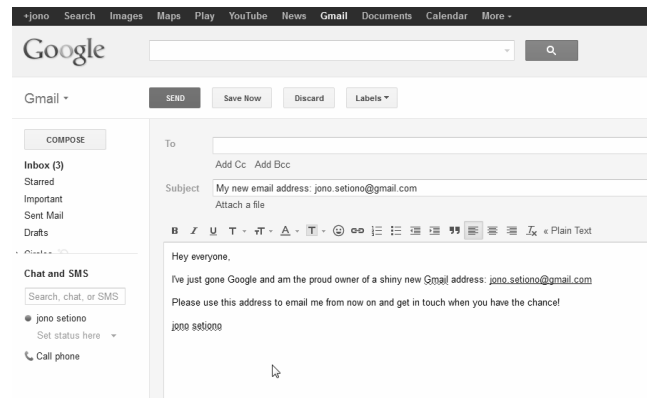 +jono Search Images Maps Play YouTube News Gmail Documents Calendar More
Google
Gmail SEND Save Now Discard Labels
COMPOSE
To
Add Cc Add Bcc
Inbox (3)
Starred
Important
Sent Mail
Drafts
Circles
Subject My new email address: jono.setiono@gmail.com
Attach a file
B I U T T A T T « Plain Text
Hey everyone,
I've just gone Google and am the proud owner of a shiny new Gmail address: jono.setiono@gmail.com
Please use this address to email me from now on and get in touch when you have the chance!
jono setiono
Chat and SMS
Search, chat, or SMS
jono setiono
Set status here
Call phone